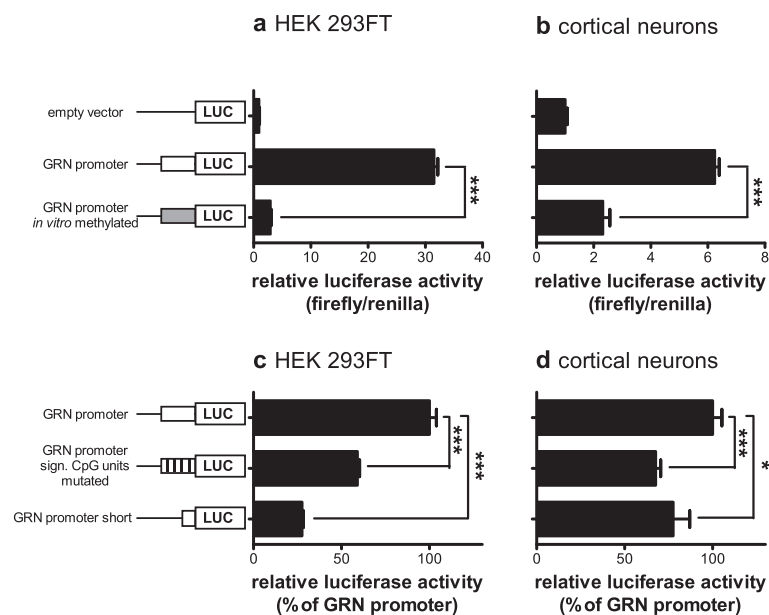 a HEK 293FT
b cortical neurons
empty vector
LUC
GRN promoter
LUC
***
***
GRN promoter
in vitro methylated
LUC
0 10 20 30 40
0 2 4 6 8
relative luciferase activity
(firefly/renilla)
relative luciferase activity
(firefly/renilla)
c HEK 293FT
d cortical neurons
GRN promoter
LUC
***
***
***
*
GRN promoter
sign. CpG units
mutated
LUC
GRN promoter short
LUC
0 50 100
0 50 100
relative luciferase activity
(% of GRN promoter)
relative luciferase activity
(% of GRN promoter)